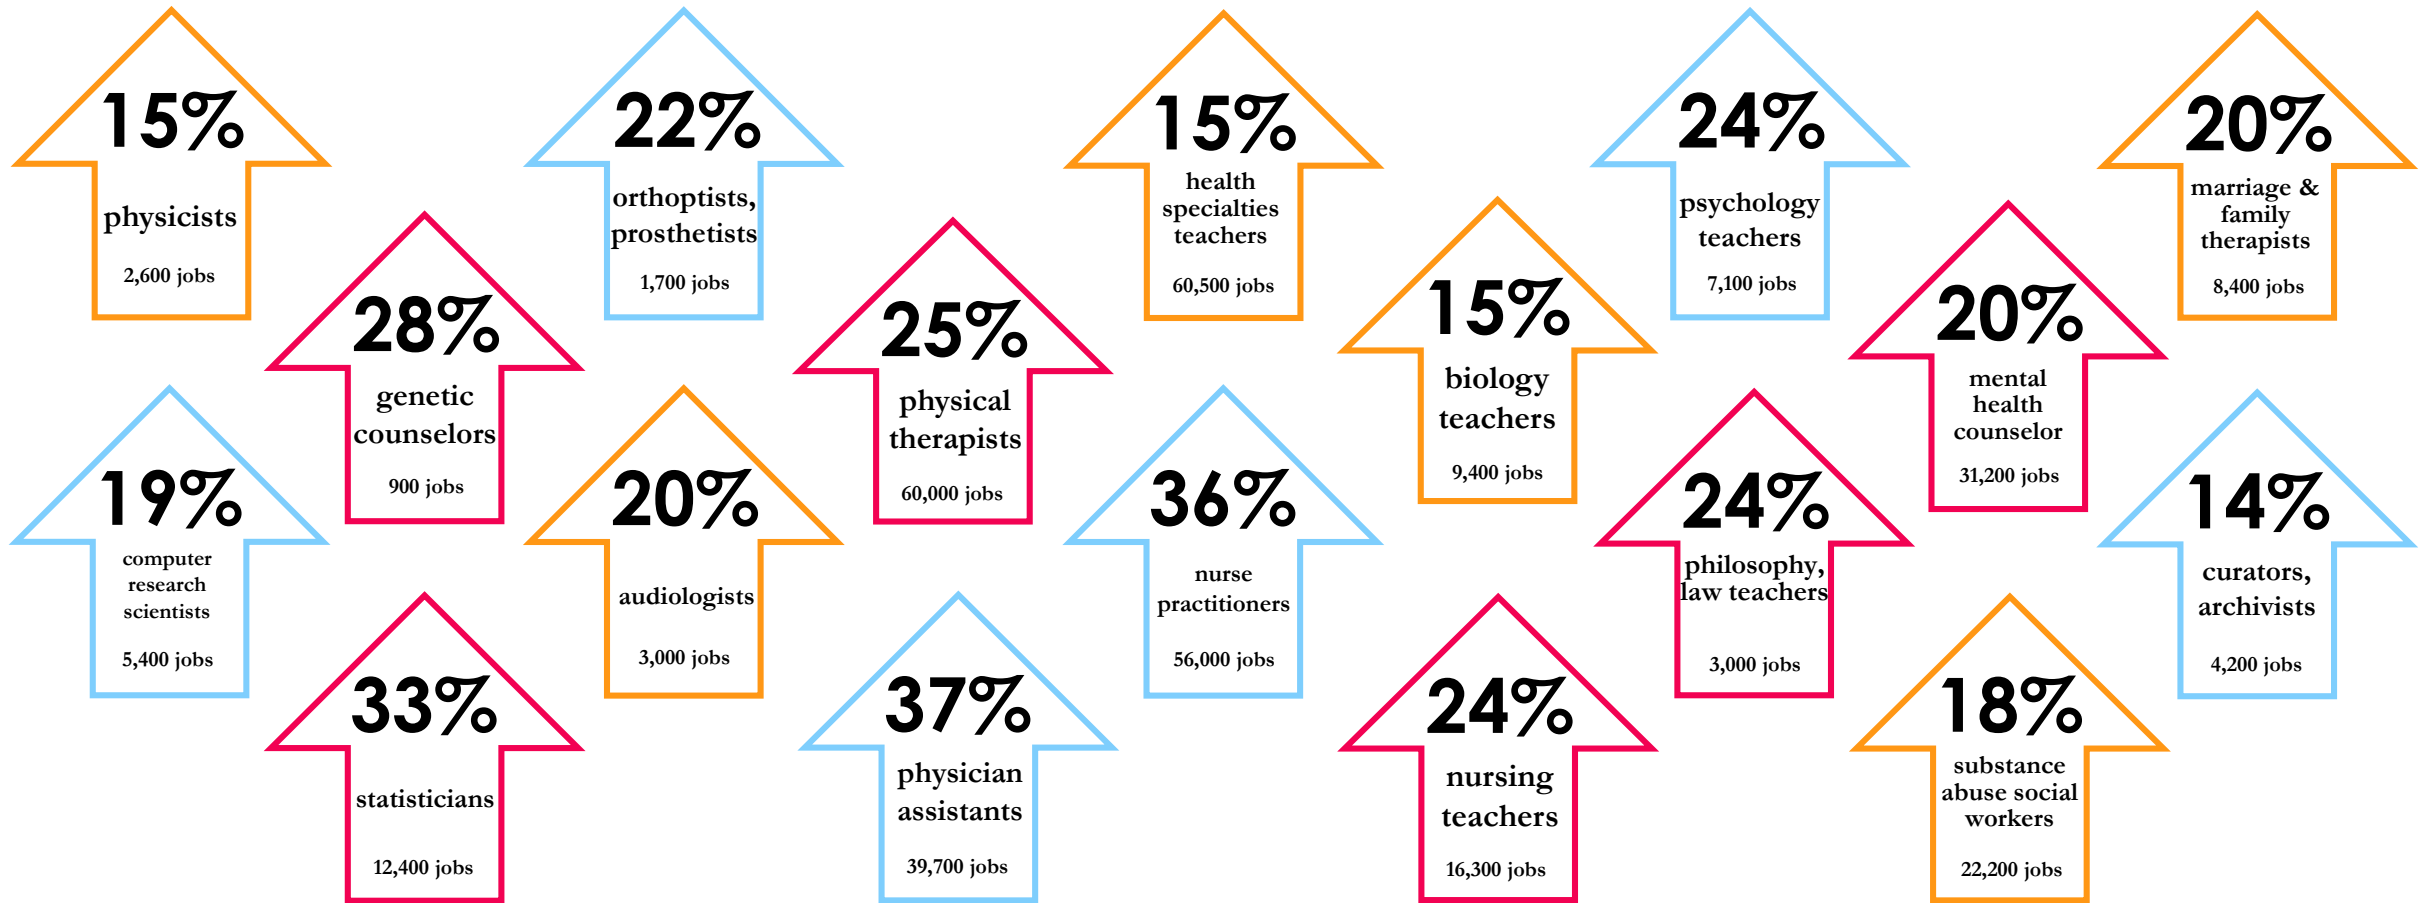 15%
physicists
2,600 jobs
22%
orthoptists,
prosthetists
1,700 jobs
15%
health
specialties
teachers
60,500 jobs
24%
psychology
teachers
7,100 jobs
20%
marriage &
family
therapists
8,400 jobs
28%
genetic
counselors
900 jobs
25%
physical
therapists
60,000 jobs
15%
biology
teachers
9,400 jobs
20%
mental
health
counselor
31,200 jobs
19%
computer
research
scientists
5,400 jobs
20%
audiologists
3,000 jobs
36%
nurse
practitioners
56,000 jobs
24%
philosophy,
law teachers
3,000 jobs
14%
curators,
archivists
4,200 jobs
33%
statisticians
12,400 jobs
37%
physician
assistants
39,700 jobs
24%
nursing
teachers
16,300 jobs
18%
substance
abuse social
workers
22,200 jobs